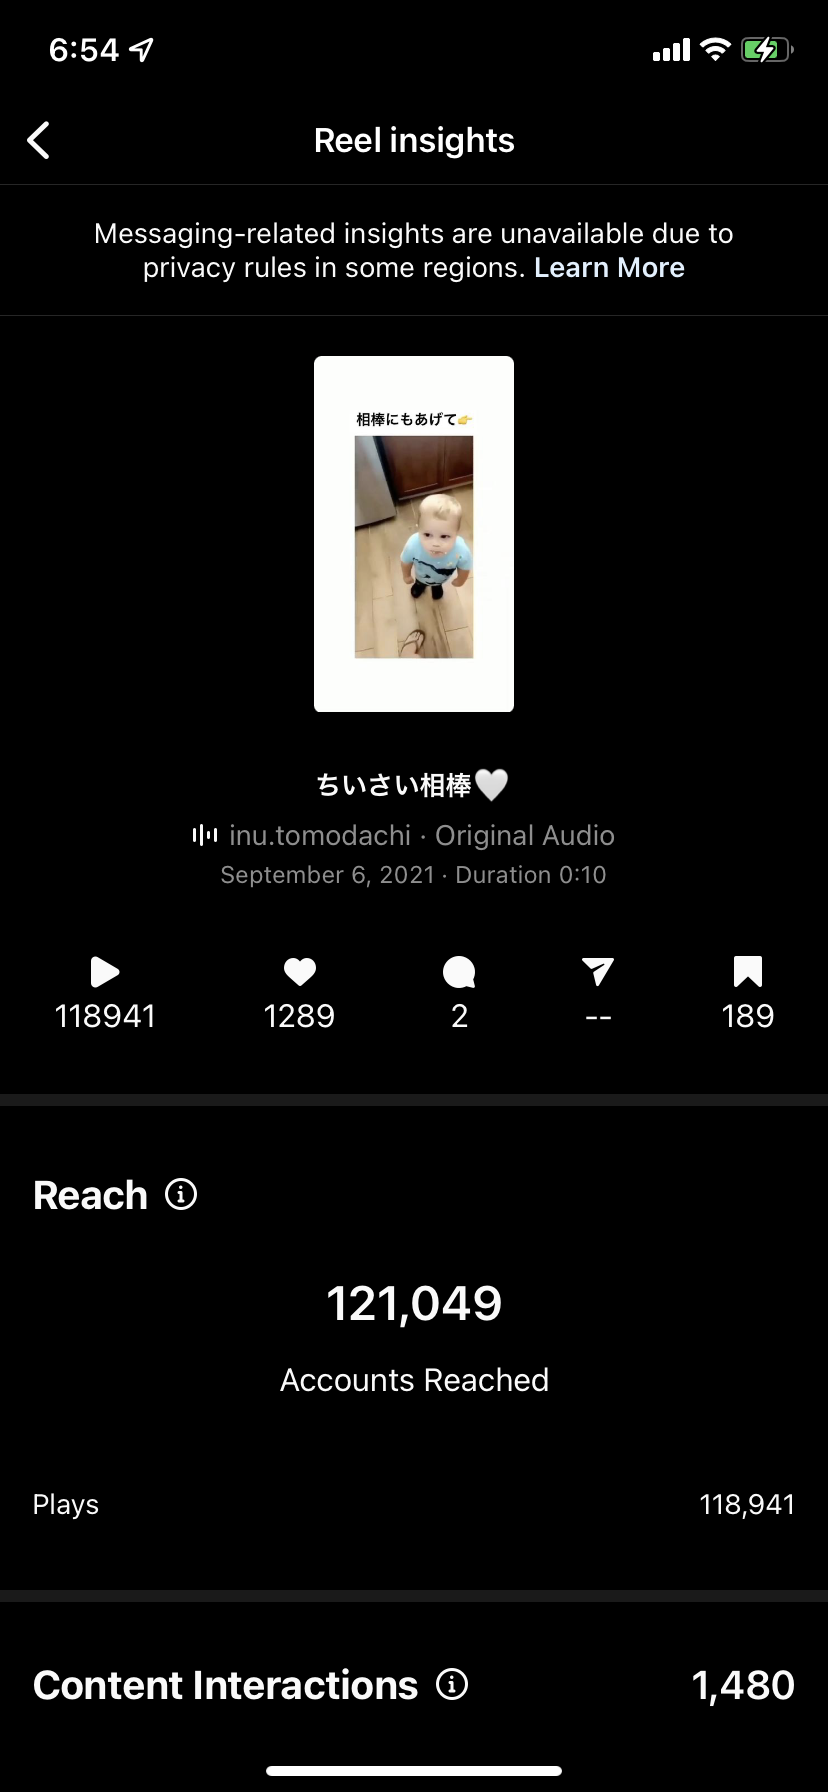 6:54
Reel insights
Messaging-related insights are unavailable due to
privacy rules in some regions. Learn More
相棒にもあげて👉
ちいさい相棒🤍
inu.tomodachi · Original Audio
September 6, 2021 · Duration 0:10
118941 1289 2 -- 189
Reach
121,049
Accounts Reached
Plays 118,941
Content Interactions 1,480